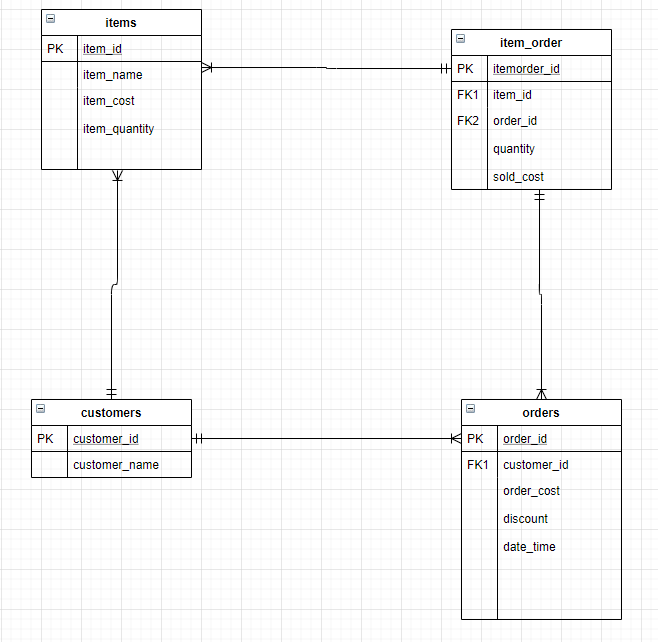 items
PK item_id
item_name
item_cost
item_quantity
item_order
PK itemorder_id
FK1 item_id
FK2 order_id
quantity
sold_cost
customers
PK customer_id
customer_name
orders
PK order_id
FK1 customer_id
order_cost
discount
date_time